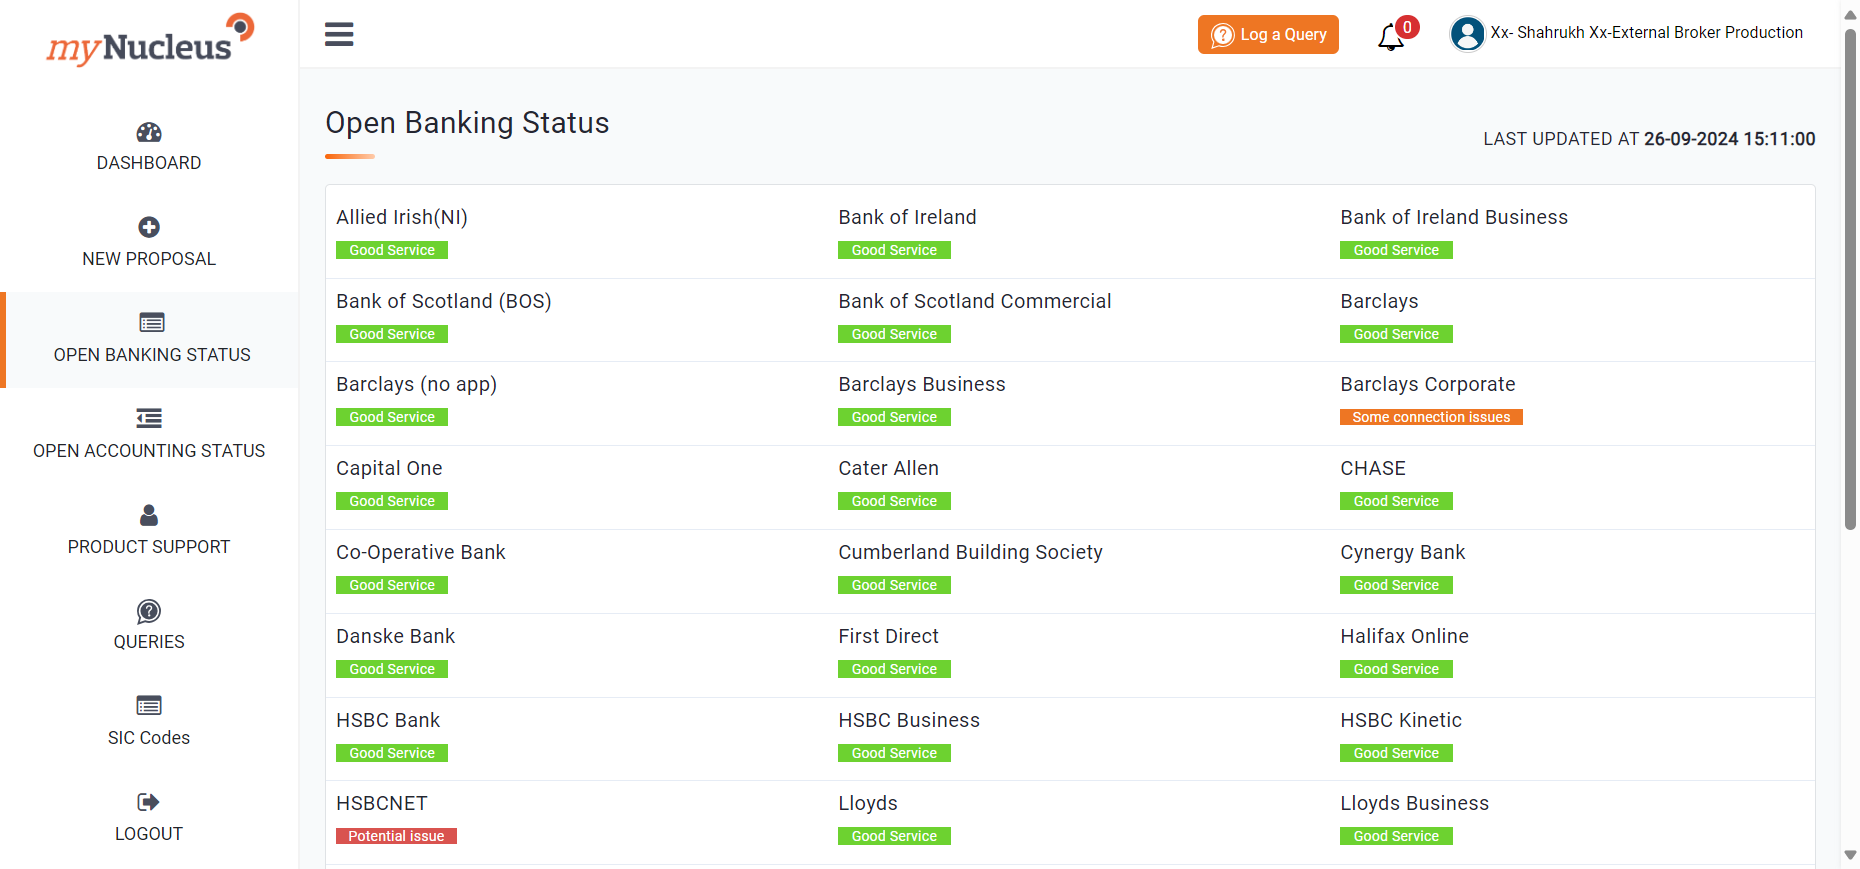 myNucleus
Log a Query
0
Xx- Shahrukh Xx-External Broker Production
DASHBOARD
NEW PROPOSAL
OPEN BANKING STATUS
OPEN ACCOUNTING STATUS
PRODUCT SUPPORT
QUERIES
SIC Codes
LOGOUT
Open Banking Status
LAST UPDATED AT 26-09-2024 15:11:00
Allied Irish(NI)
Good Service
Bank of Ireland
Good Service
Bank of Ireland Business
Good Service
Bank of Scotland (BOS)
Good Service
Bank of Scotland Commercial
Good Service
Barclays
Good Service
Barclays (no app)
Good Service
Barclays Business
Good Service
Barclays Corporate
Some connection issues
Capital One
Good Service
Cater Allen
Good Service
CHASE
Good Service
Co-Operative Bank
Good Service
Cumberland Building Society
Good Service
Cynergy Bank
Good Service
Danske Bank
Good Service
First Direct
Good Service
Halifax Online
Good Service
HSBC Bank
Good Service
HSBC Business
Good Service
HSBC Kinetic
Good Service
HSBCNET
Potential issue
Lloyds
Good Service
Lloyds Business
Good Service